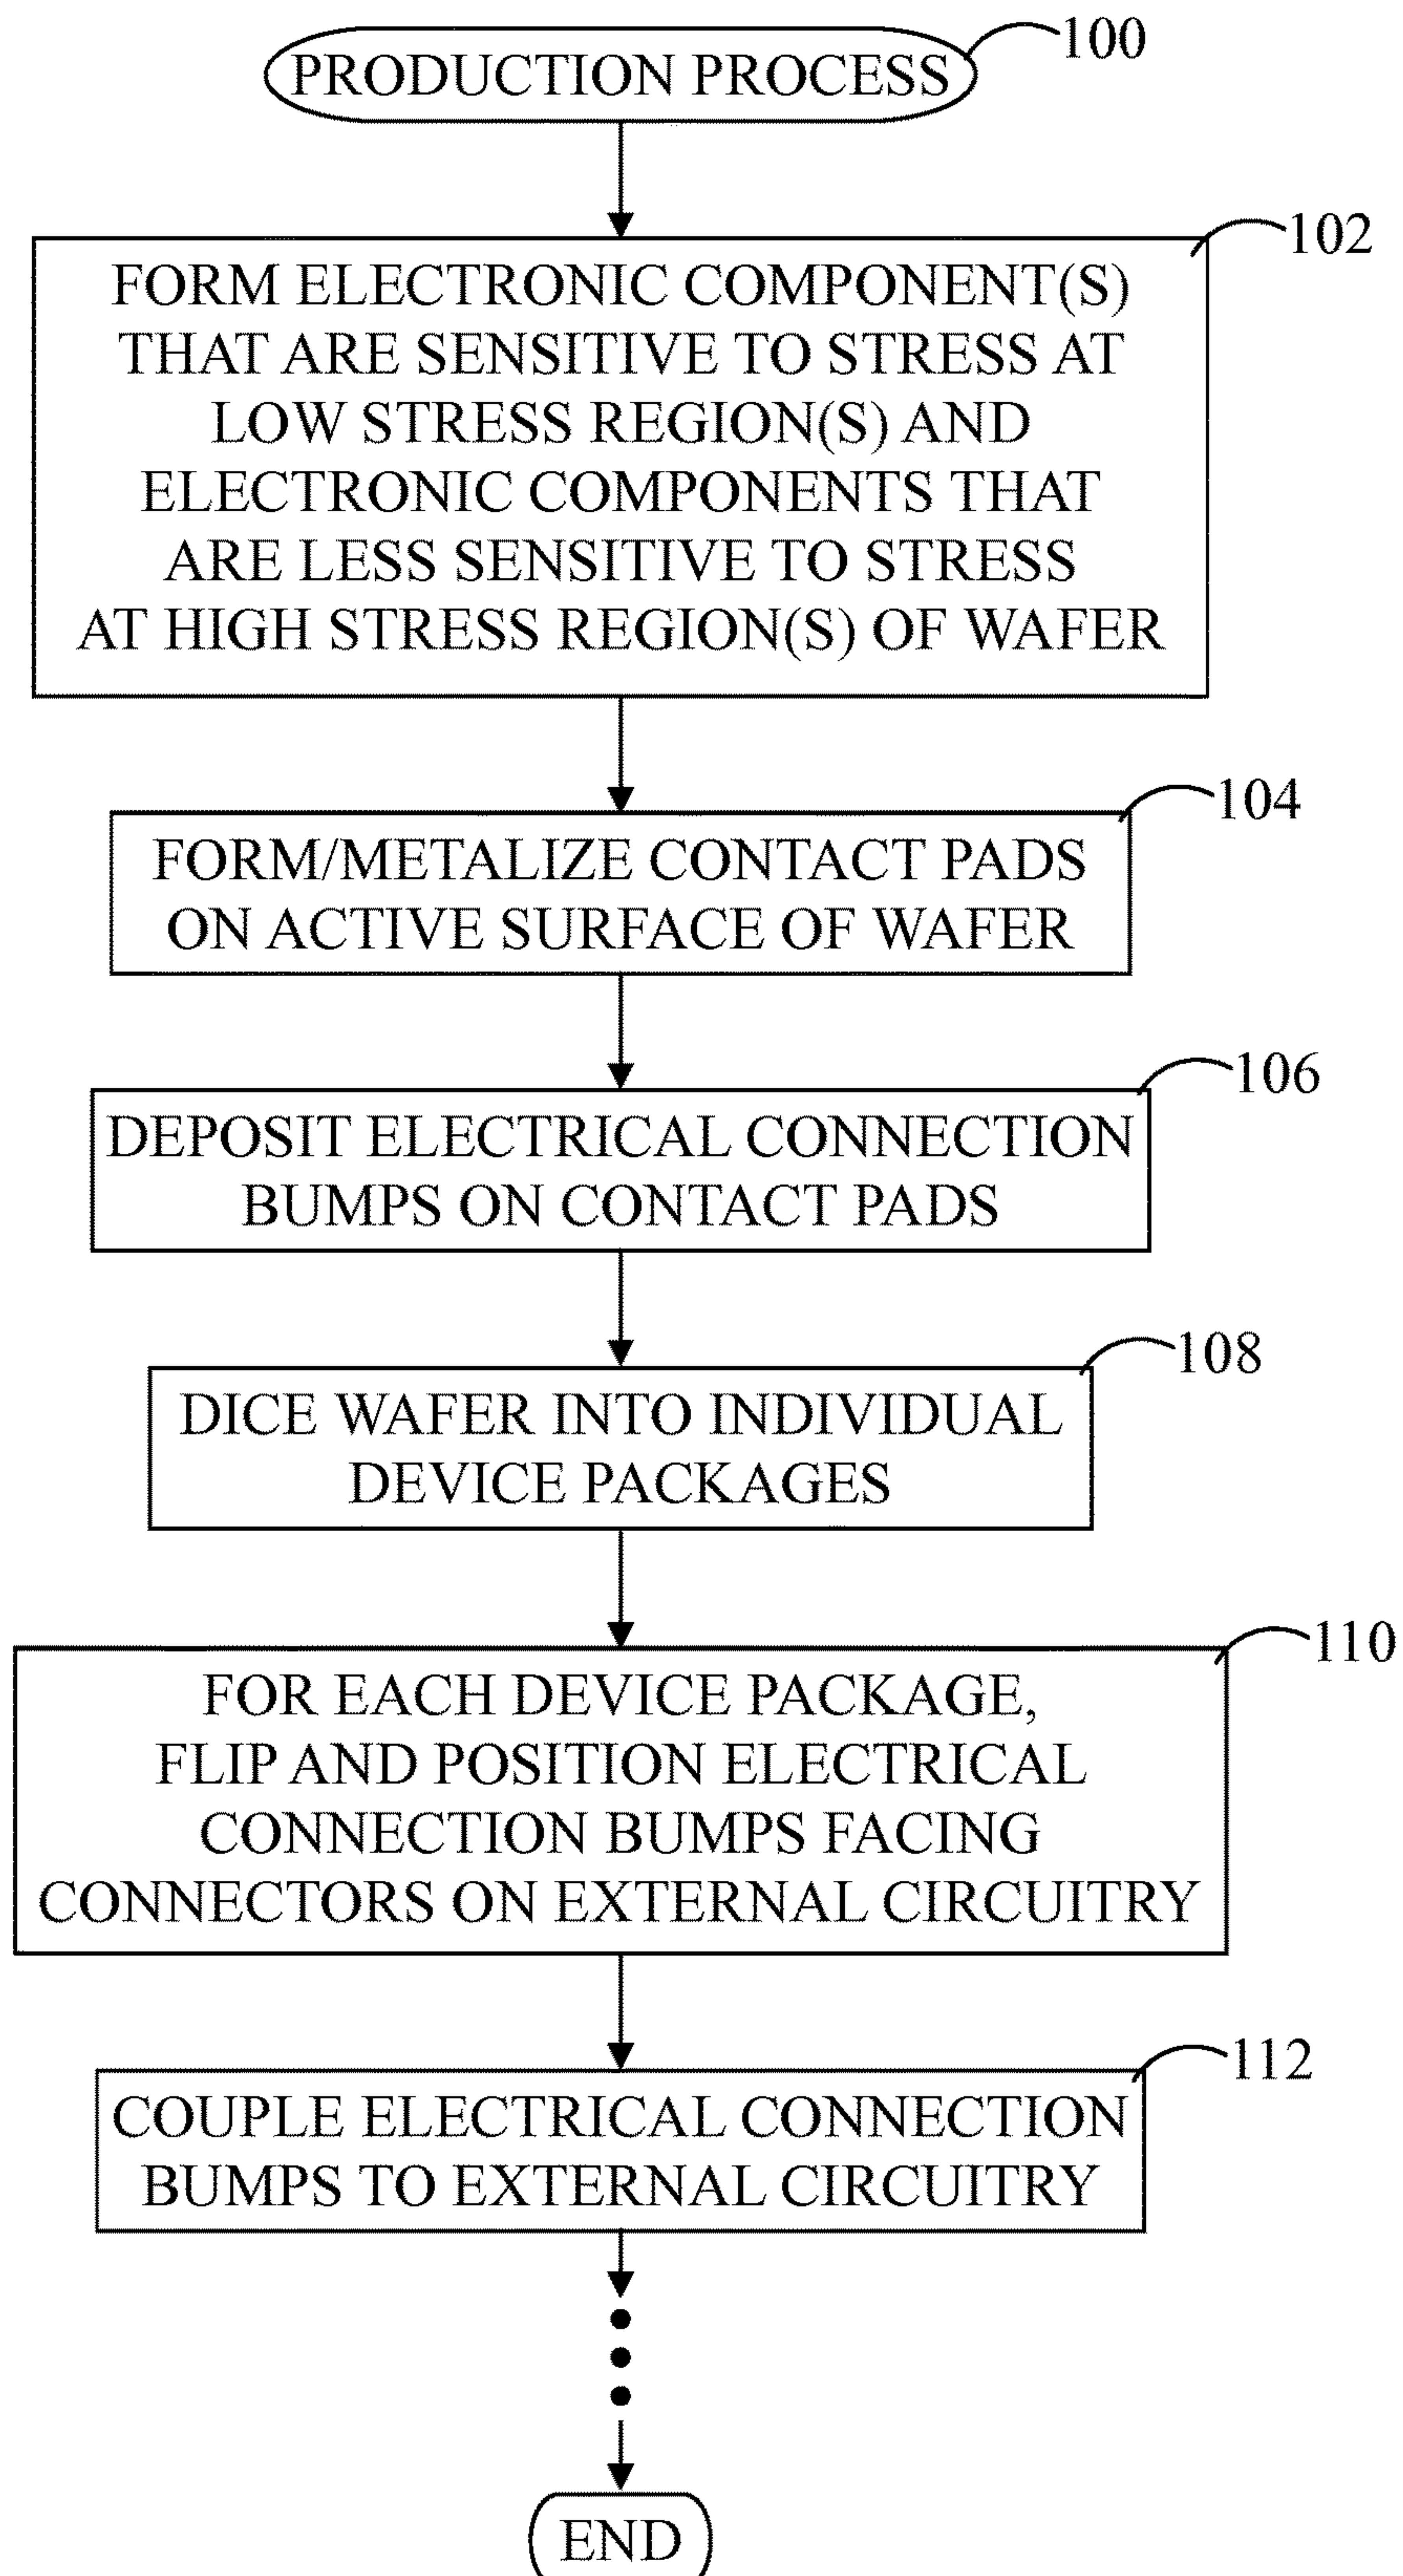 100
PRODUCTION PROCESS
102
FORM ELECTRONIC COMPONENT(S)
THAT ARE SENSITIVE TO STRESS AT
LOW STRESS REGION(S) AND
ELECTRONIC COMPONENTS THAT
ARE LESS SENSITIVE TO STRESS
AT HIGH STRESS REGION(S) OF WAFER
104
FORM/METALIZE CONTACT PADS
ON ACTIVE SURFACE OF WAFER
106
DEPOSIT ELECTRICAL CONNECTION
BUMPS ON CONTACT PADS
108
DICE WAFER INTO INDIVIDUAL
DEVICE PACKAGES
110
FOR EACH DEVICE PACKAGE,
FLIP AND POSITION ELECTRICAL
CONNECTION BUMPS FACING
CONNECTORS ON EXTERNAL CIRCUITRY
112
COUPLE ELECTRICAL CONNECTION
BUMPS TO EXTERNAL CIRCUITRY
END